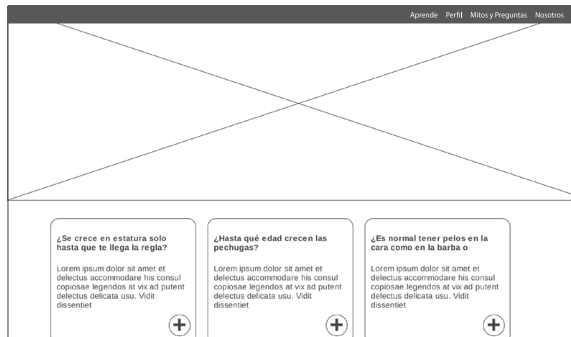 Aprende Perfil Mitos y Preguntas Nosotros
¿Se crece en estatura solo
hasta que te llega la regla?
Lorem ipsum dolor sit amet et
delectus accommodare his consul
copiosae legendos at vix ad putent
delectus delicata usu. Vidit
dissentiet
¿Hasta qué edad crecen las
pechugas?
Lorem ipsum dolor sit amet et
delectus accommodare his consul
copiosae legendos at vix ad putent
delectus delicata usu. Vidit
dissentiet
¿Es normal tener pelos en la
cara como en la barba o
Lorem ipsum dolor sit amet et
delectus accommodare his consul
copiosae legendos at vix ad putent
delectus delicata usu. Vidit
dissentiet